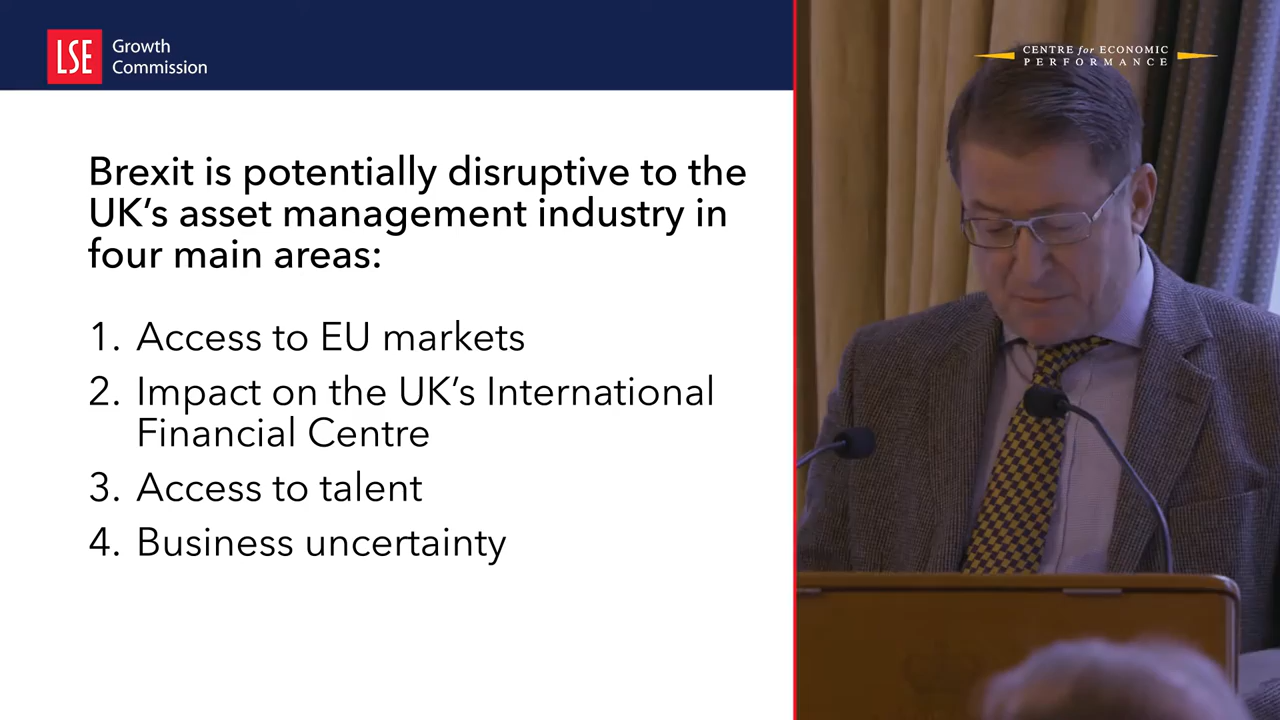 LSE
Growth
Commission
CENTRE for ECONOMIC
PERFORMANCE
Brexit is potentially disruptive to the
UK’s asset management industry in
four main areas:
1. Access to EU markets
2. Impact on the UK’s International
Financial Centre
3. Access to talent
4. Business uncertainty